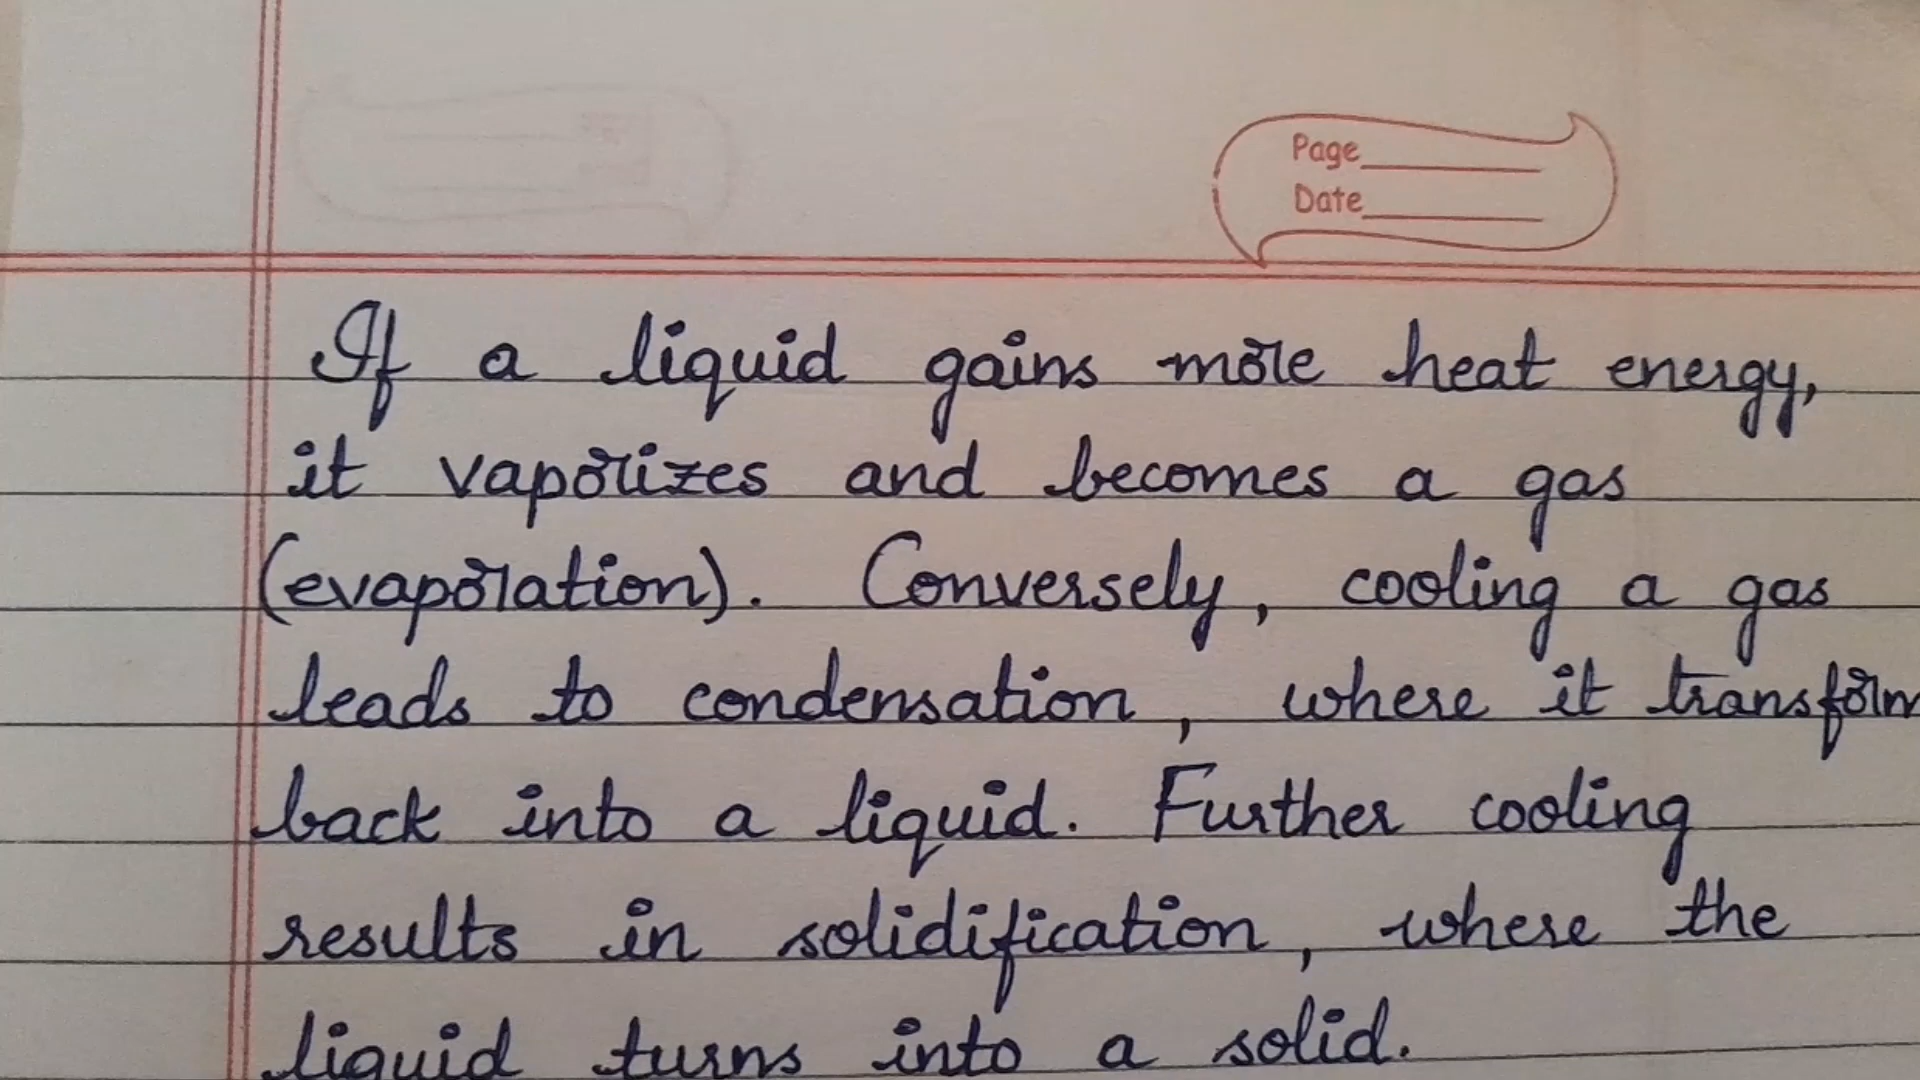 Page
Date
If a liquid gains more heat energy,
it vaporizes and becomes a gas
(evaporation). Conversely, cooling a gas
leads to condensation, where it transform
back into a liquid. Further cooling
results in solidification, where the
liquid turns into a solid.